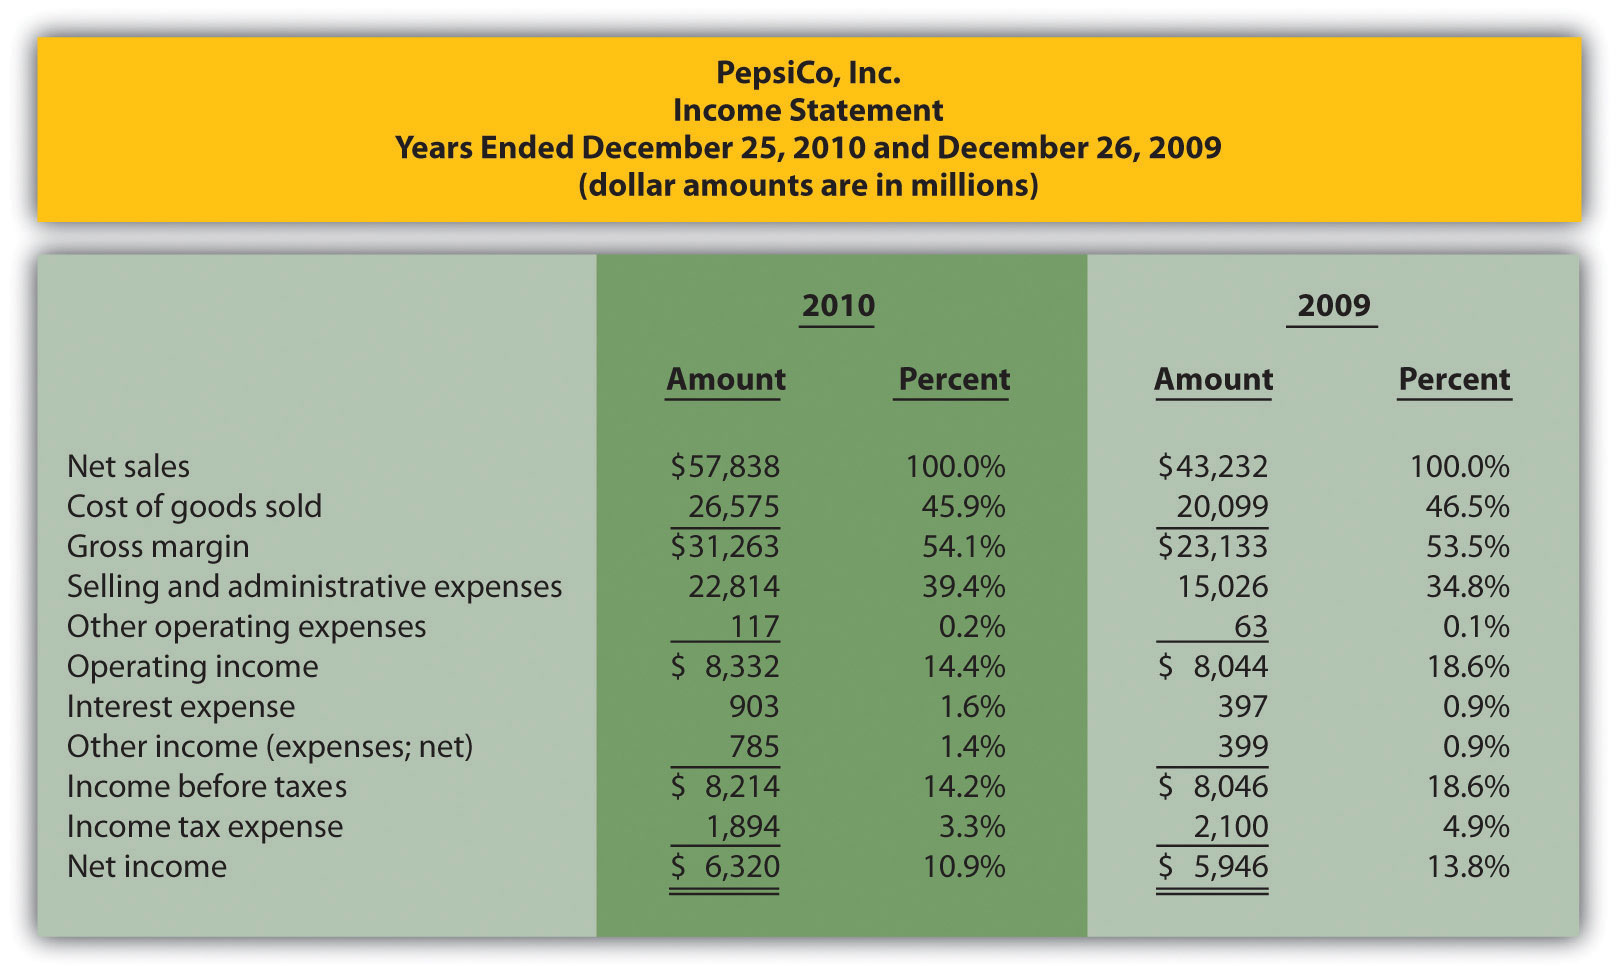 PepsiCo, Inc.
Income Statement
Years Ended December 25, 2010 and December 26, 2009
(dollar amounts are in millions)
2010 2009
Amount Percent Amount Percent
Net sales $57,838 100.0% $43,232 100.0%
Cost of goods sold 26,575 45.9% 20,099 46.5%
Gross margin $31,263 54.1% $23,133 53.5%
Selling and administrative expenses 22,814 39.4% 15,026 34.8%
Other operating expenses 117 0.2% 63 0.1%
Operating income $ 8,332 14.4% $ 8,044 18.6%
Interest expense 903 1.6% 397 0.9%
Other income (expenses; net) 785 1.4% 399 0.9%
Income before taxes $ 8,214 14.2% $ 8,046 18.6%
Income tax expense 1,894 3.3% 2,100 4.9%
Net income $ 6,320 10.9% $ 5,946 13.8%